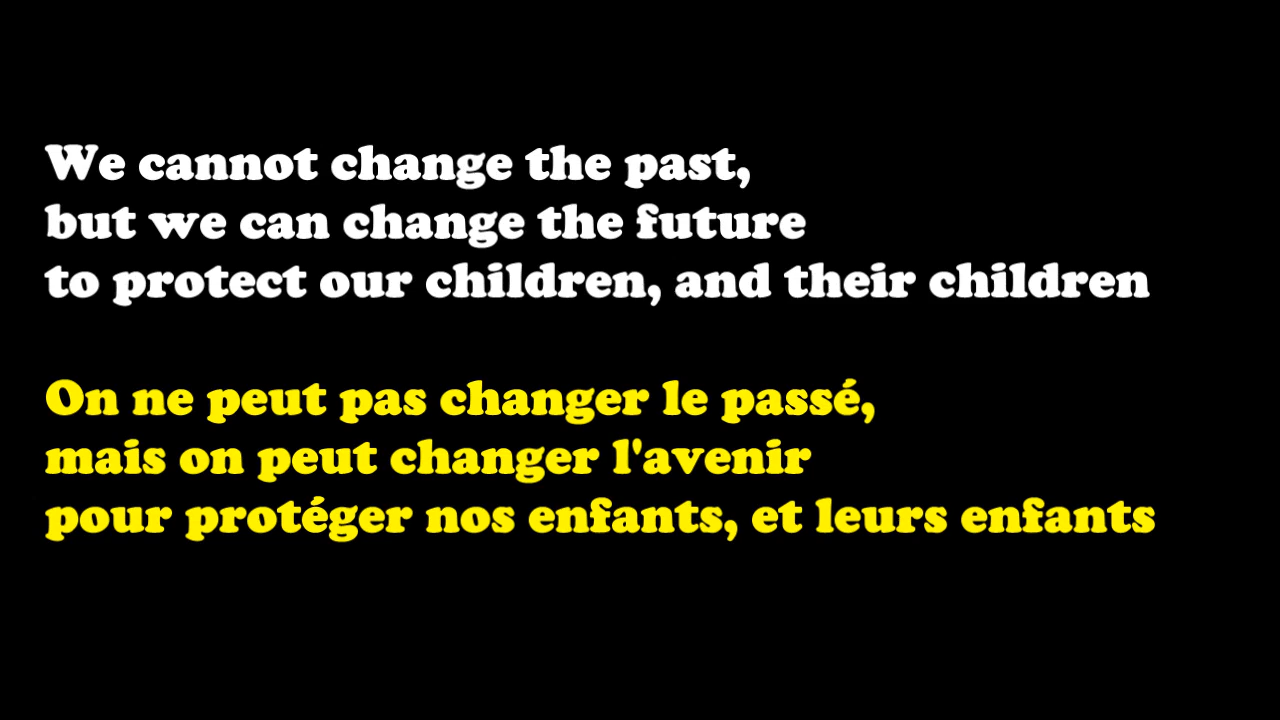 We cannot change the past,
but we can change the future
to protect our children, and their children
On ne peut pas changer le passé,
mais on peut changer l'avenir
pour protéger nos enfants, et leurs enfants